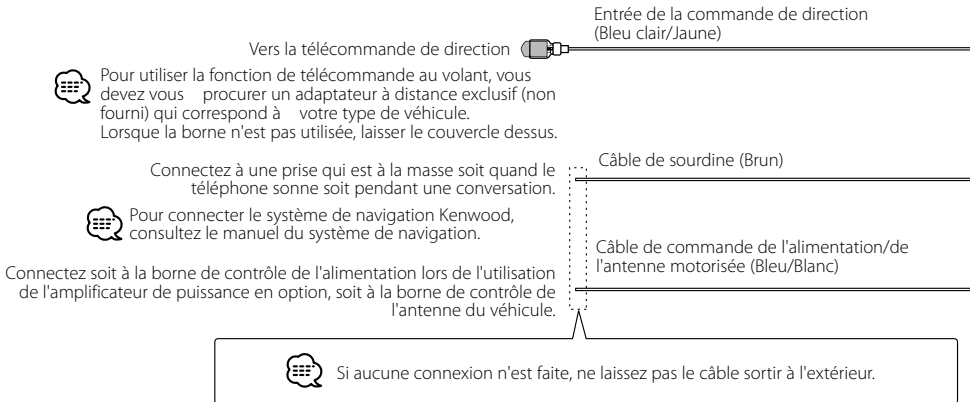 Entrée de la commande de direction
(Bleu clair/Jaune)
Vers la télécommande de direction
Pour utiliser la fonction de télécommande au volant, vous
devez vous procurer un adaptateur à distance exclusif (non
fourni) qui correspond à votre type de véhicule.
Lorsque la borne n'est pas utilisée, laisser le couvercle dessus.
Câble de sourdine (Brun)
Connectez à une prise qui est à la masse soit quand le
téléphone sonne soit pendant une conversation.
Pour connecter le système de navigation Kenwood,
consultez le manuel du système de navigation.
Câble de commande de l'alimentation/de
l'antenne motorisée (Bleu/Blanc)
Connectez soit à la borne de contrôle de l'alimentation lors de l'utilisation
de l'amplificateur de puissance en option, soit à la borne de contrôle de
l'antenne du véhicule.
Si aucune connexion n'est faite, ne laissez pas le câble sortir à l'extérieur.